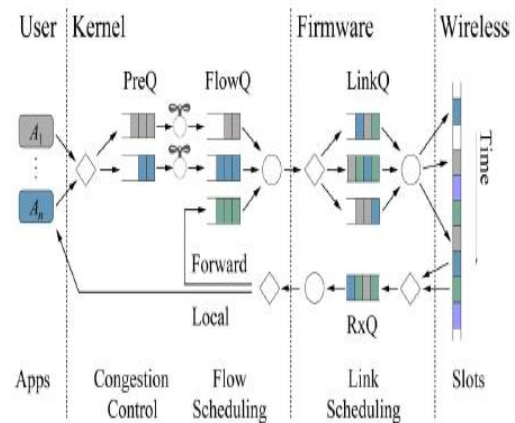 User
Kernel
Firmware
Wireless
PreQ
FlowQ
LinkQ
A₁
Aₙ
Time
Forward
Local
RxQ
Apps
Congestion
Control
Flow
Scheduling
Link
Scheduling
Slots